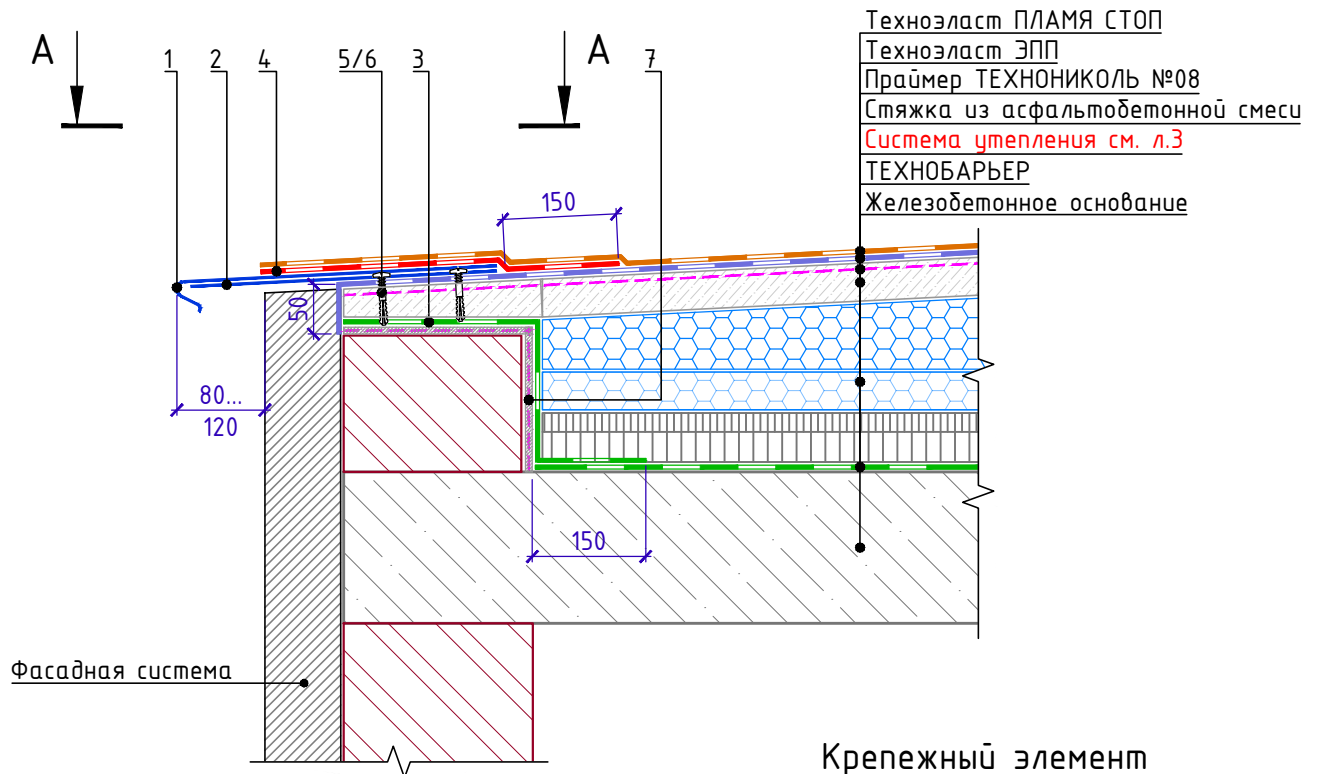 Техноэласт ПЛАМЯ СТОП
Техноэласт ЭПП
Праймер ТЕХНОНИКОЛЬ №08
Стяжка из асфальтобетонной смеси
Система утепления см. л.3
ТЕХНОБАРЬЕР
Железобетонное основание
А
1
2
4
5/6
3
А
7
150
50
80...
120
150
Фасадная система
Крепежный элемент